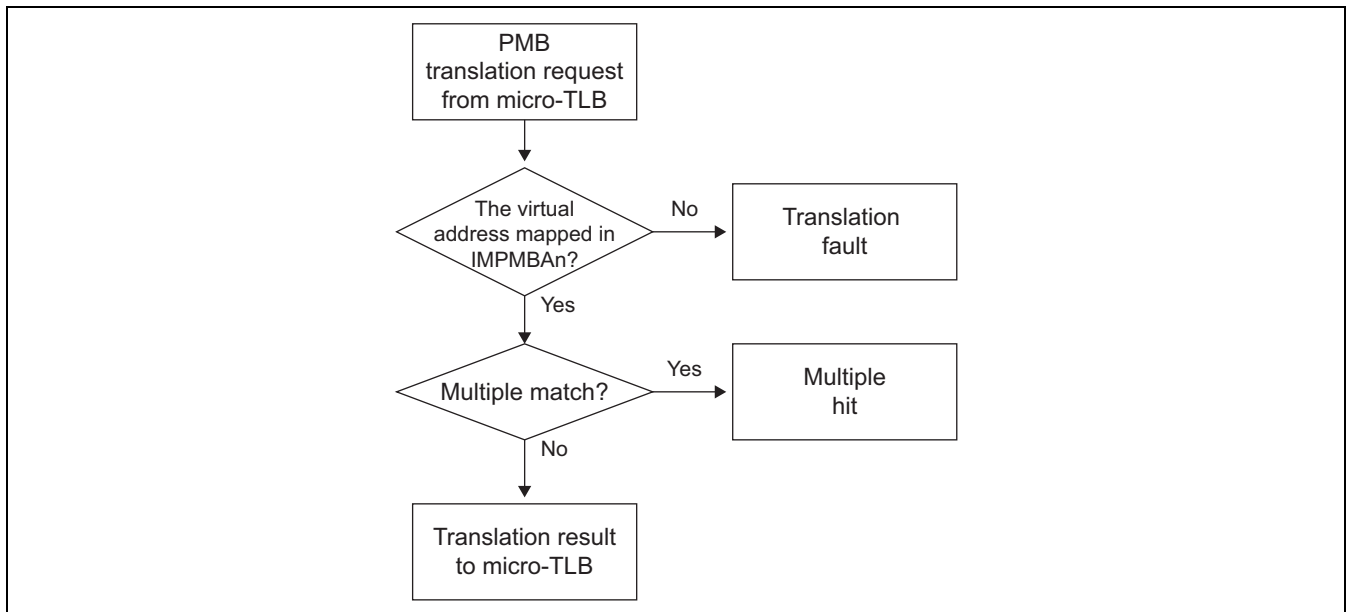 PMB
translation request
from micro-TLB
The virtual
address mapped in
IMPMBAn?
No
Translation
fault
Yes
Multiple match?
Yes
Multiple
hit
No
Translation result
to micro-TLB